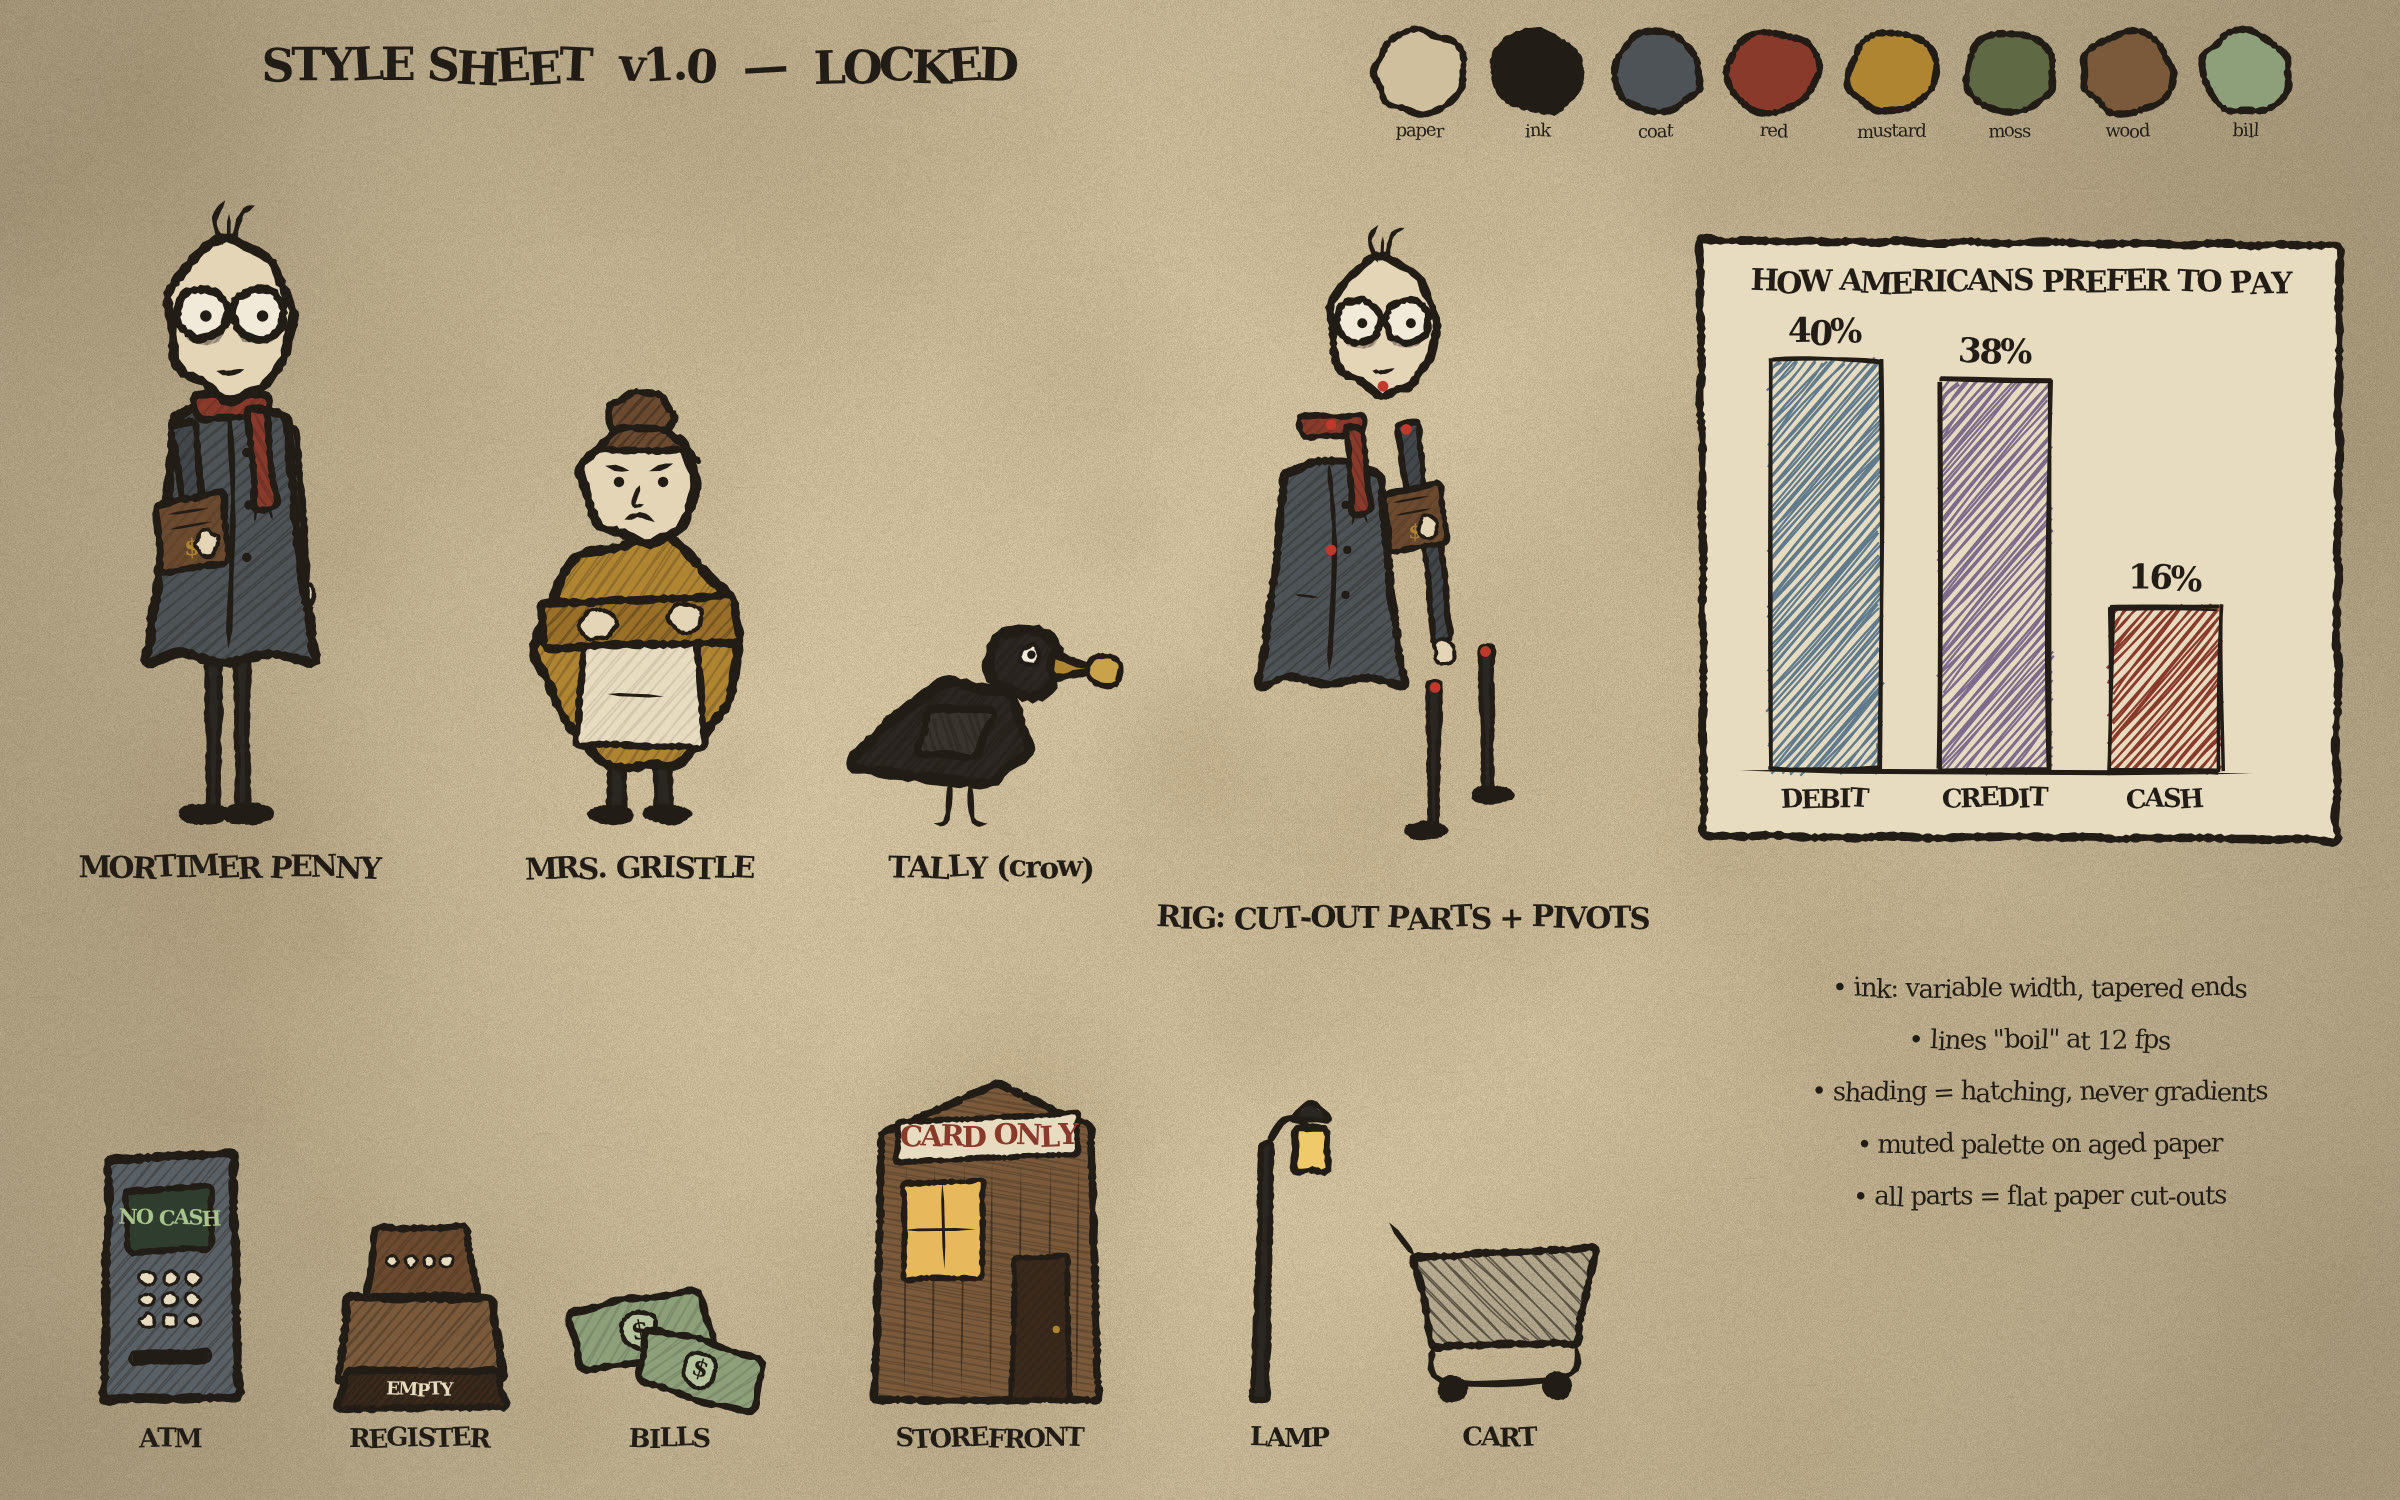 STYLE SHEET v1.0 — LOCKED
paper
ink
coat
red
mustard
moss
wood
bill
HOW AMERICANS PREFER TO PAY
40%
38%
16%
DEBIT
CREDIT
CASH
$
$
MORTIMER PENNY
MRS. GRISTLE
TALLY (crow)
RIG: CUT-OUT PARTS + PIVOTS
• ink: variable width, tapered ends
• lines "boil" at 12 fps
• shading = hatching, never gradients
• muted palette on aged paper
• all parts = flat paper cut-outs
CARD ONLY
NO CASH
$
$
EMPTY
ATM
REGISTER
BILLS
STOREFRONT
LAMP
CART